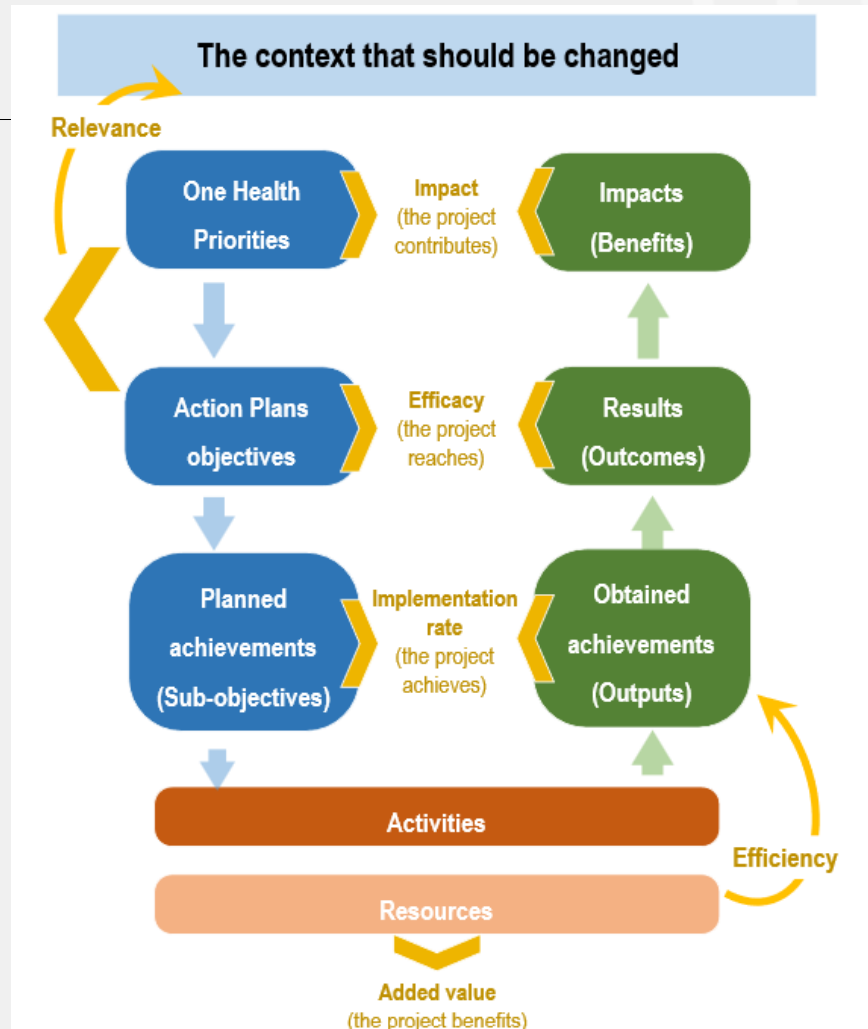 The context that should be changed
Relevance
One Health
Priorities
Impact
(the project
contributes)
Impacts
(Benefits)
Action Plans
objectives
Efficacy
(the project
reaches)
Results
(Outcomes)
Planned
achievements
(Sub-objectives)
Implementation
rate
(the project
achieves)
Obtained
achievements
(Outputs)
Activities
Efficiency
Resources
Added value
(the project benefits)